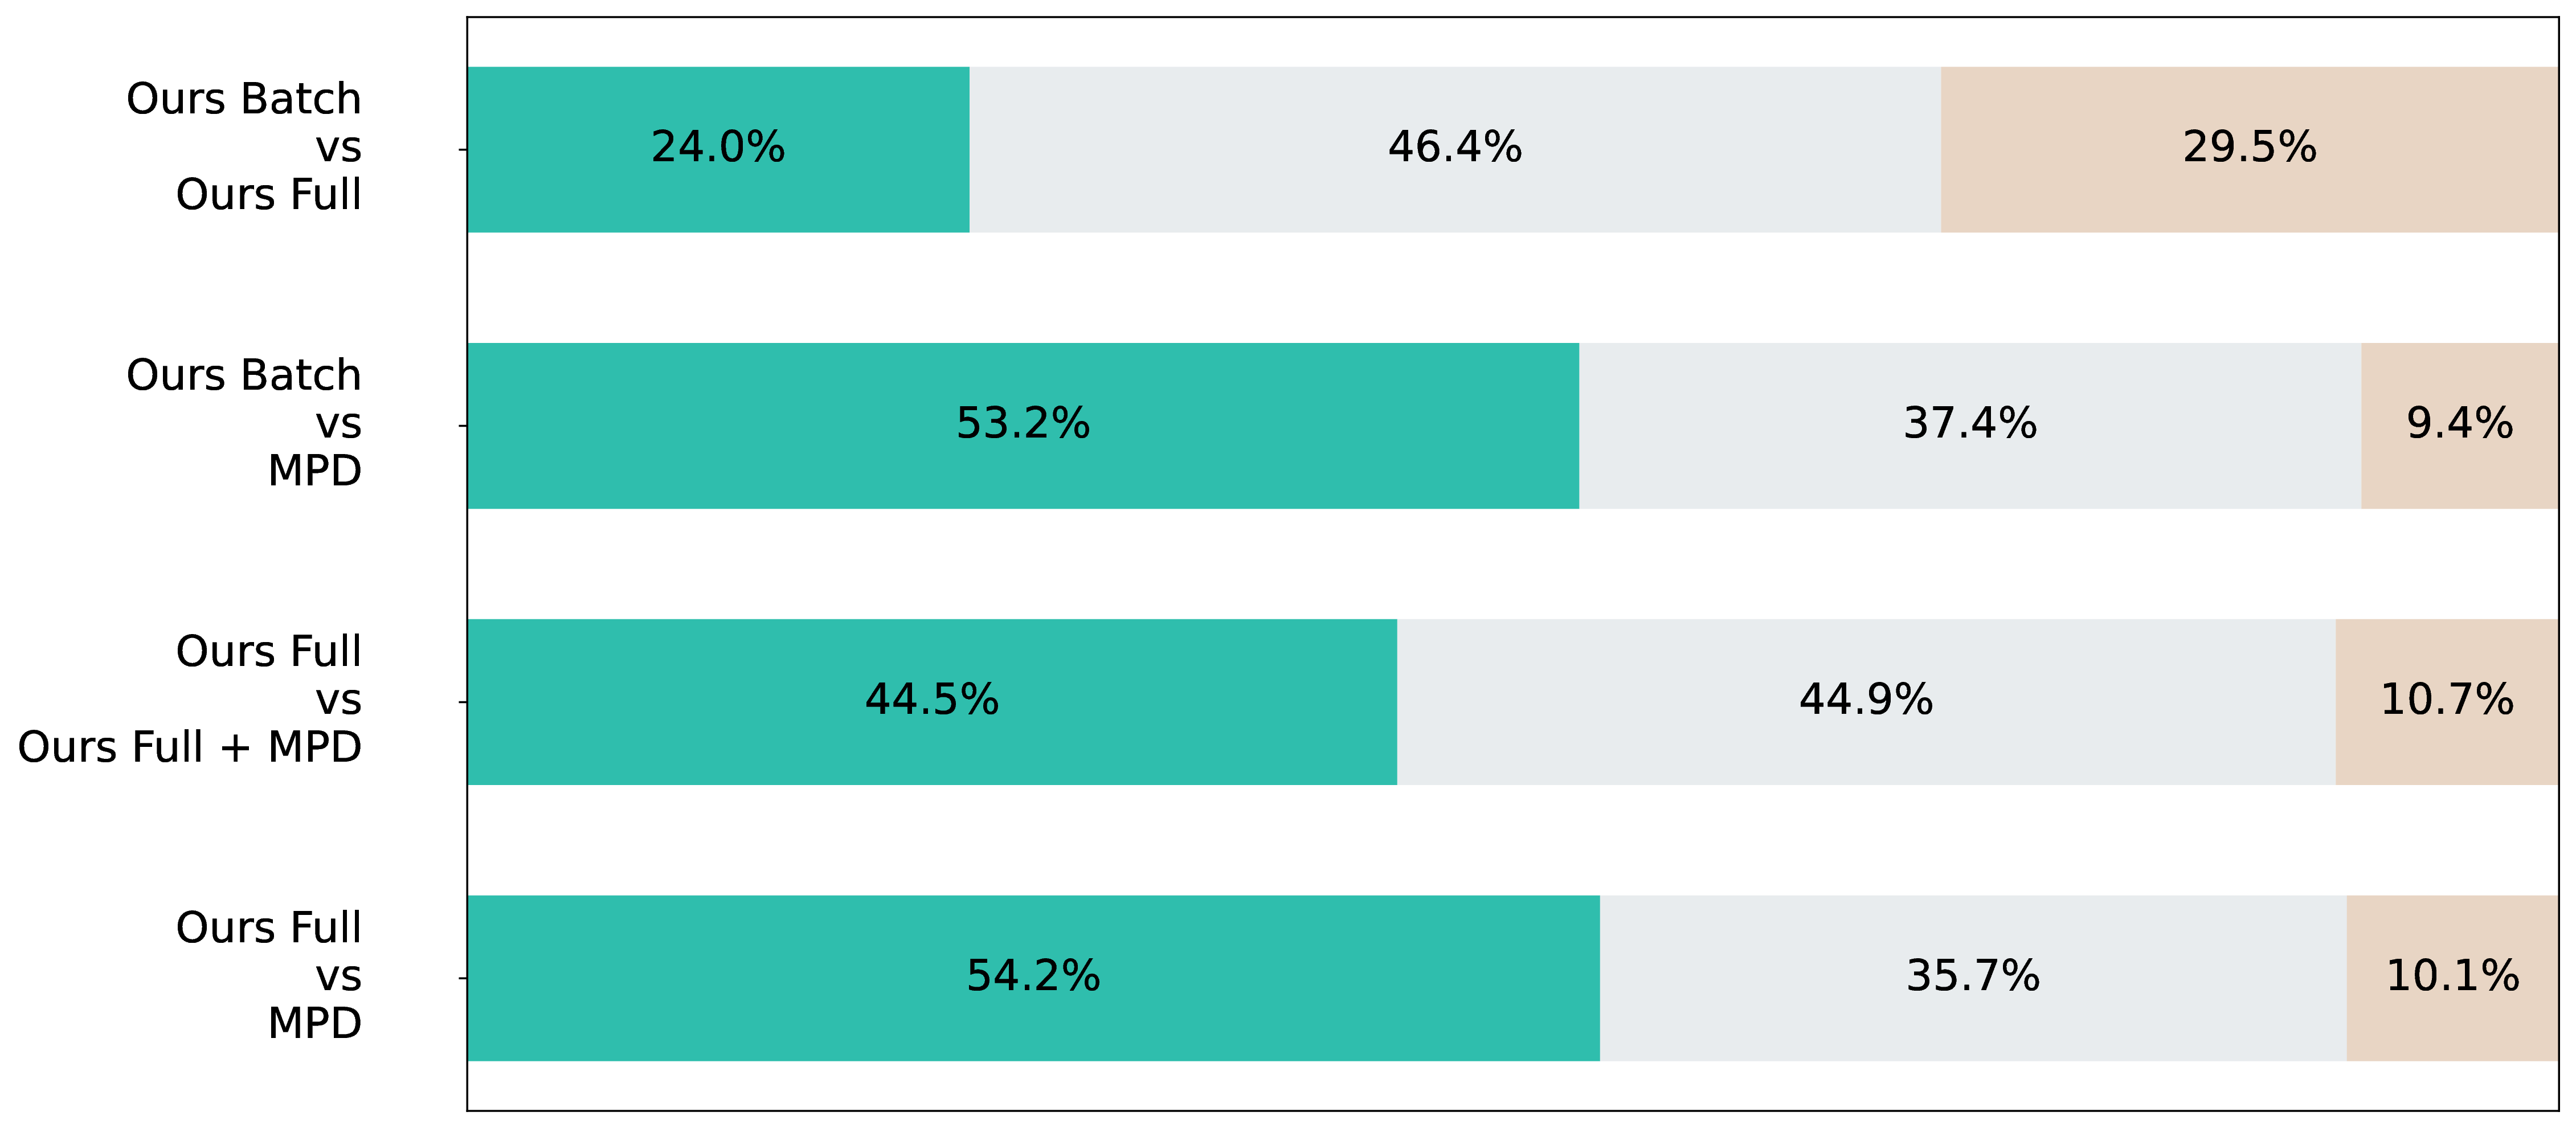 Ours Batch
vs
Ours Full
24.0%
46.4%
29.5%
Ours Batch
vs
MPD
53.2%
37.4%
9.4%
Ours Full
vs
Ours Full + MPD
44.5%
44.9%
10.7%
Ours Full
vs
MPD
54.2%
35.7%
10.1%